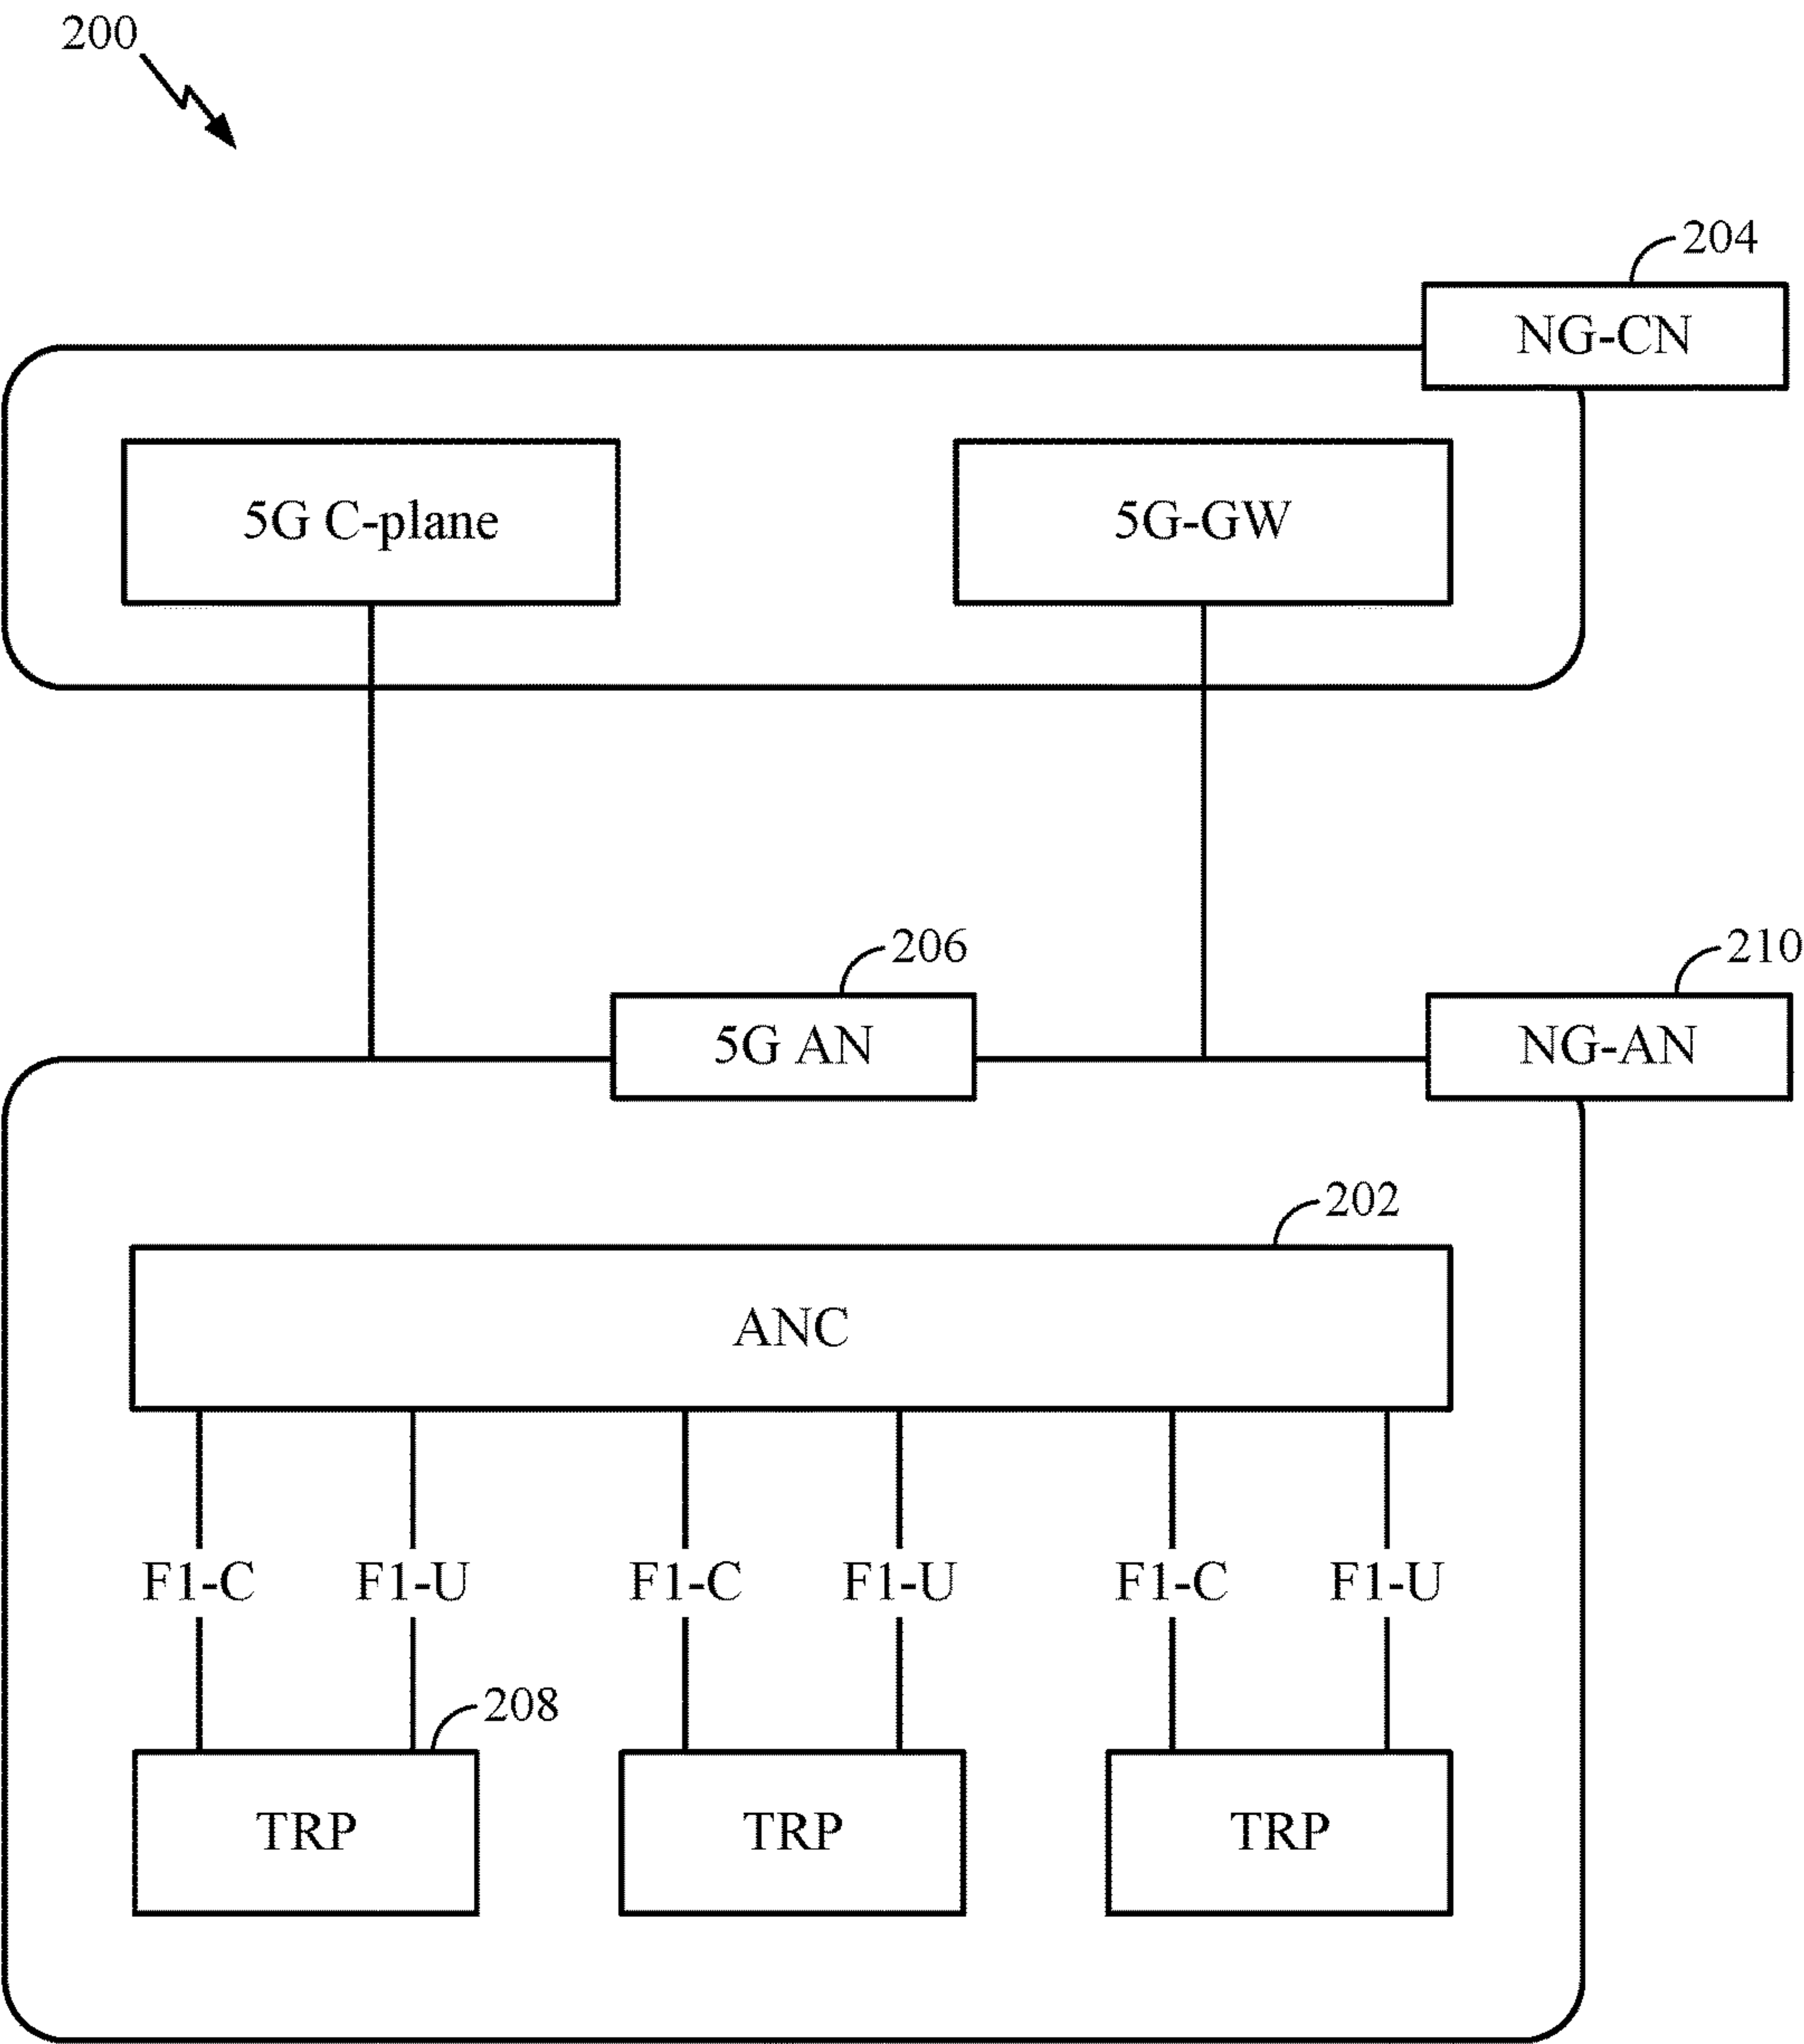 200
204
NG-CN
5G C-plane
5G-GW
206
210
5G AN
NG-AN
202
ANC
F1-C
F1-U
F1-C
F1-U
F1-C
F1-U
208
TRP
TRP
TRP